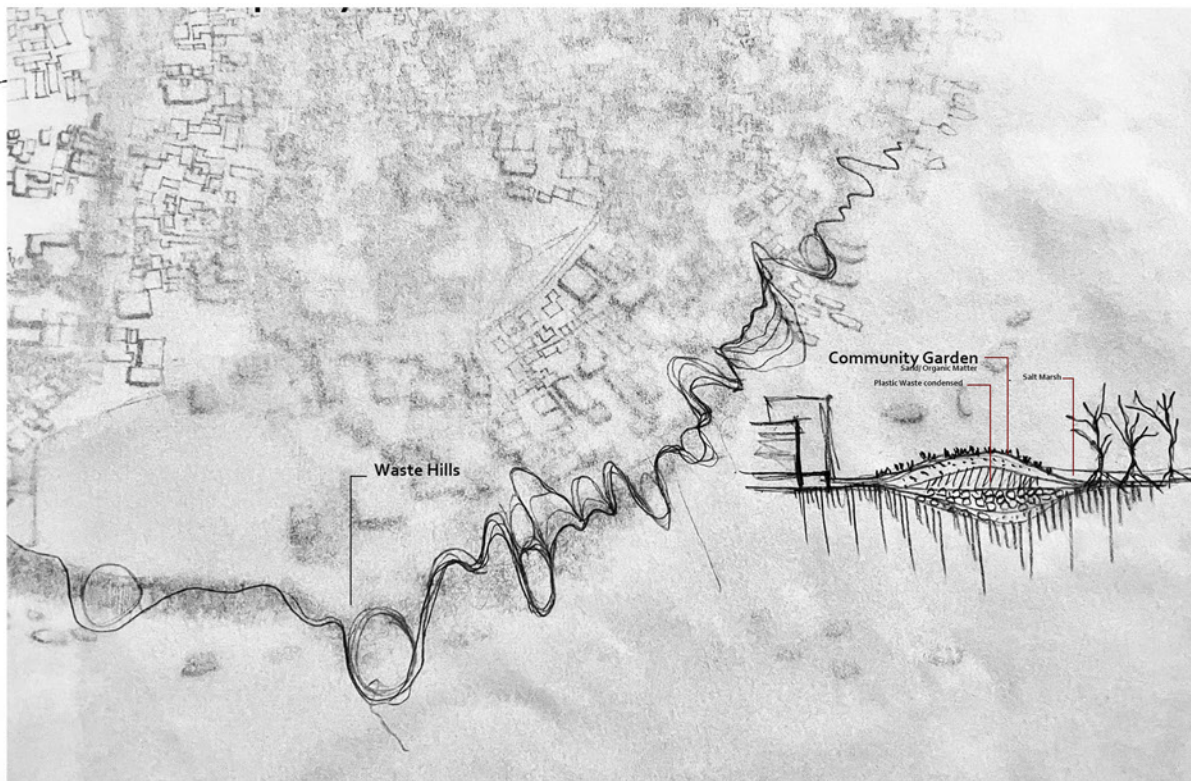 Community Garden
Sand/ Organic Matter
Salt Marsh
Plastic Waste condensed
Waste Hills